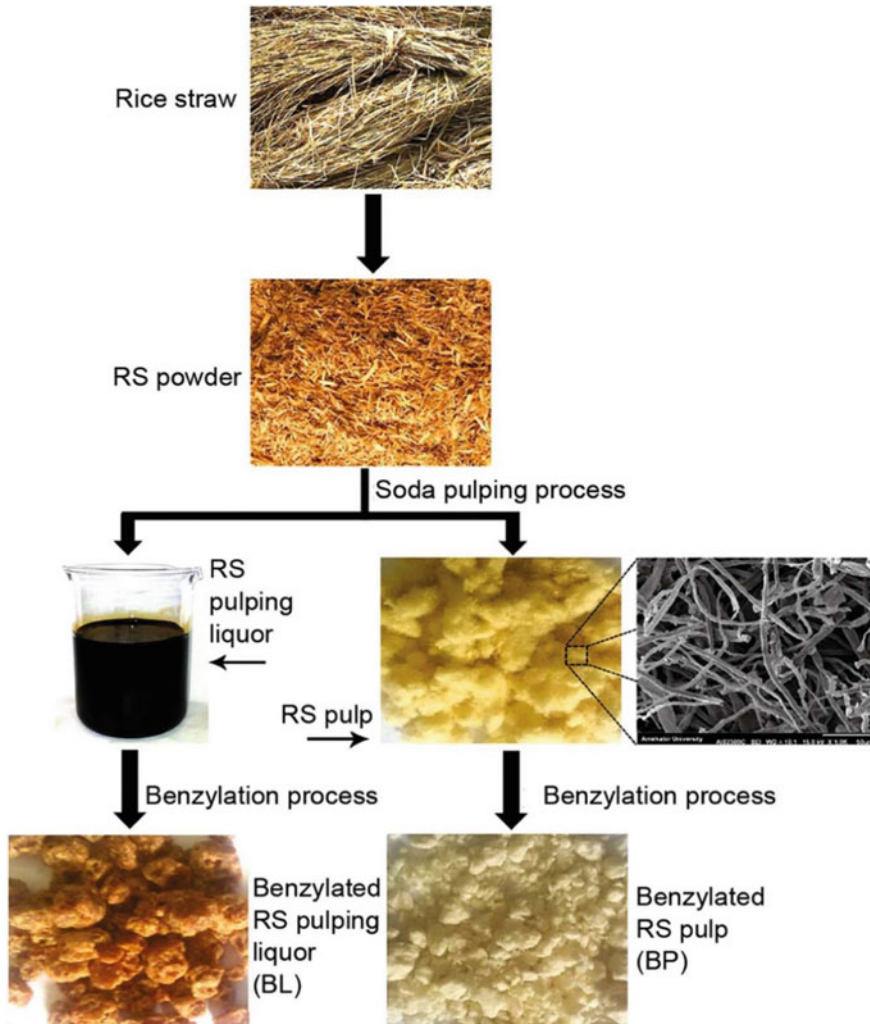 Rice straw
RS powder
Soda pulping process
RS
pulping
liquor
RS pulp
Benzylation process
Benzylation process
Benzylated
RS pulping
liquor
(BL)
Benzylated
RS pulp
(BP)